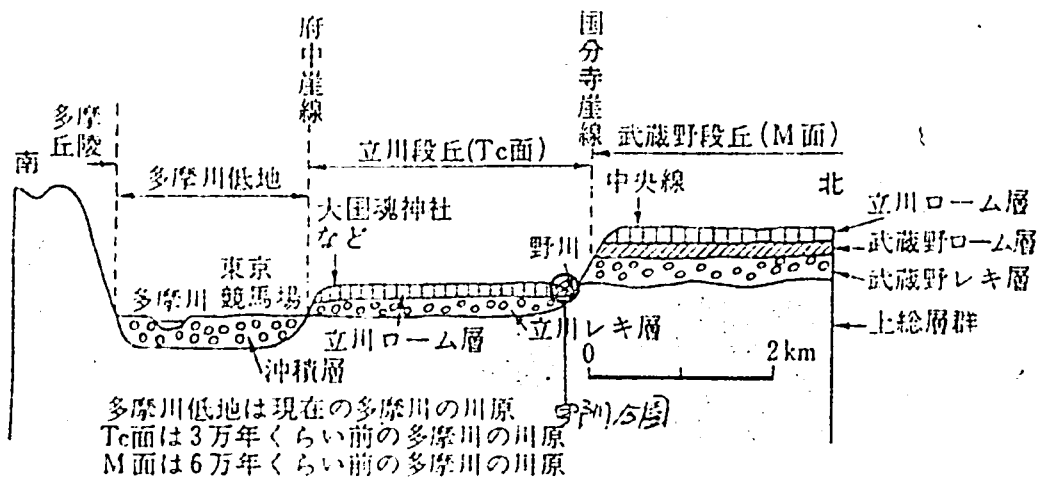 府中崖線
国分寺崖線
多摩
丘陵
南
立川段丘(Tc面)
武蔵野段丘(M面)
多摩川低地
中央線
北
大国魂神社
など
野川
立川ローム層
武蔵野ローム層
武蔵野レキ層
東京
競馬場
多摩川
立川ローム層
立川レキ層
上総層群
沖積層
0
2km
多摩川低地は現在の多摩川の川原
野川公園
Tc面は3万年くらい前の多摩川の川原
M面は6万年くらい前の多摩川の川原